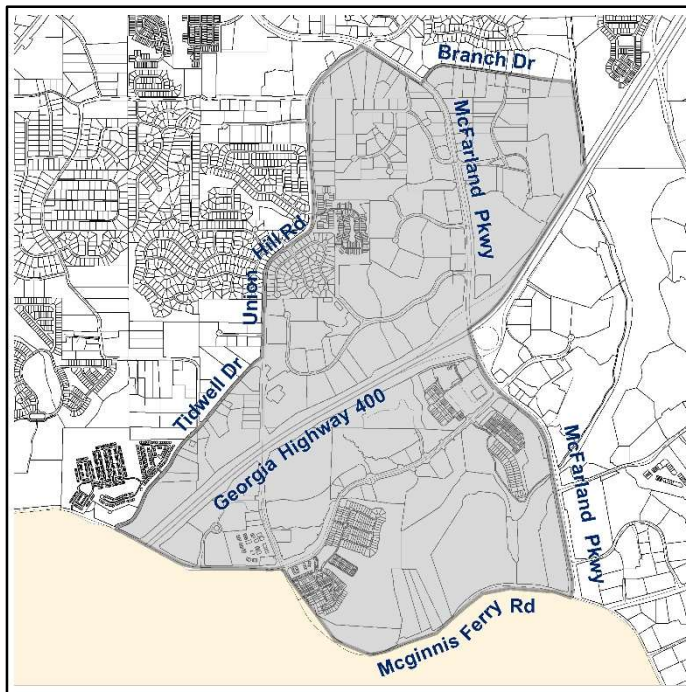 Branch Dr
McFarland Pkwy
Union Hill Rd
Tidwell Dr
Georgia Highway 400
McFarland Pkwy
Mcginnis Ferry Rd